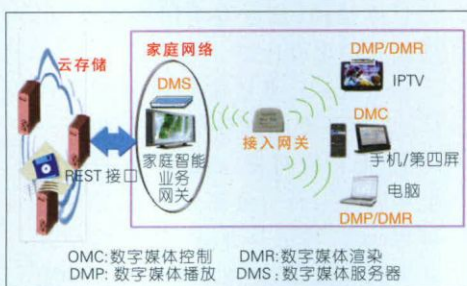 云存储
REST 接口
家庭网络
DMS
家庭智能
业务
网关
接入网关
DMP/DMR
IPTV
DMC
手机/第四屏
电脑
DMP/DMR
OMC:数字媒体控制 DMR:数字媒体渲染
DMP:数字媒体播放 DMS:数字媒体服务器